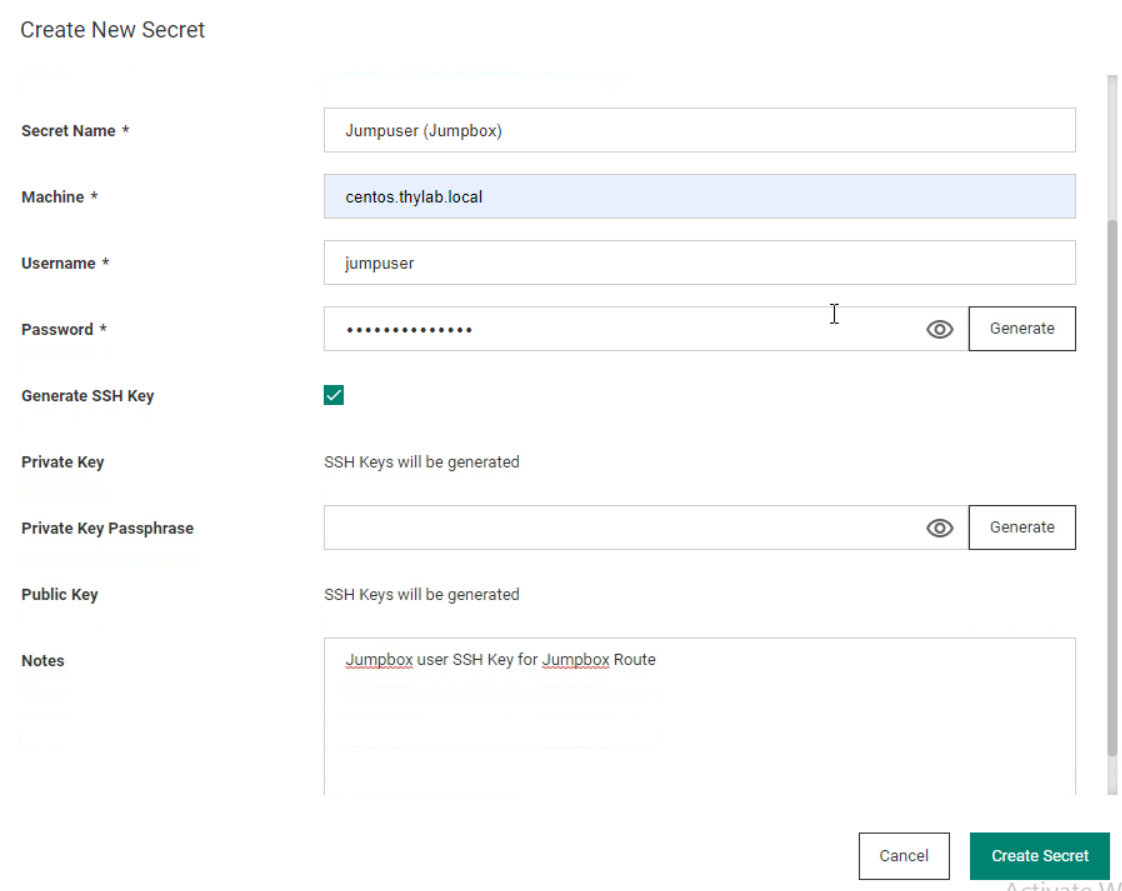 Create New Secret
Secret Name *
Jumpuser (Jumpbox)
Machine *
centos.thylab.local
Username *
jumpuser
Password *
••••••••••••••
Generate
Generate SSH Key
Private Key
SSH Keys will be generated
Private Key Passphrase
Generate
Public Key
SSH Keys will be generated
Notes
Jumpbox user SSH Key for Jumpbox Route
Cancel
Create Secret
Activate W